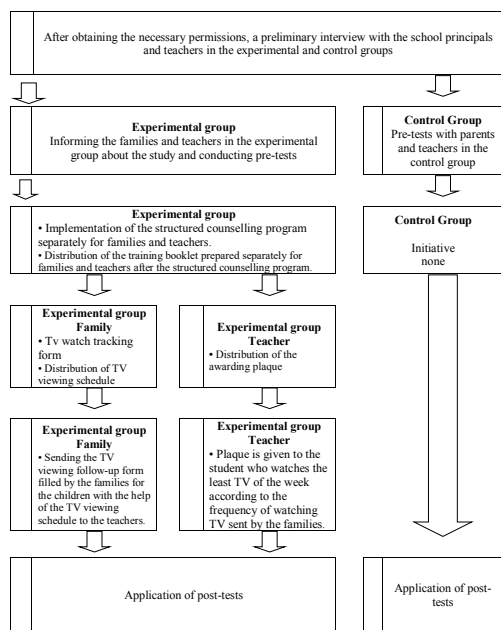 After obtaining the necessary permissions, a preliminary interview with the school principals
and teachers in the experimental and control groups
Experimental group
Informing the families and teachers in the experimental
group about the study and conducting pre-tests
Control Group
Pre-tests with parents
and teachers in the
control group
Experimental group
• Implementation of the structured counselling program
separately for families and teachers.
• Distribution of the training booklet prepared separately for
families and teachers after the structured counselling program.
Control Group
Initiative
none
Experimental group
Family
• Tv watch tracking
form
• Distribution of TV
viewing schedule
Experimental group
Teacher
• Distribution of the
awarding plaque
Experimental group
Family
• Sending the TV
viewing follow-up form
filled by the families for
the children with the help
of the TV viewing
schedule to the teachers.
Experimental group
Teacher
• Plaque is given to the
student who watches the
least TV of the week
according to the
frequency of watching
TV sent by the families.
Application of post-tests
Application of post-
tests